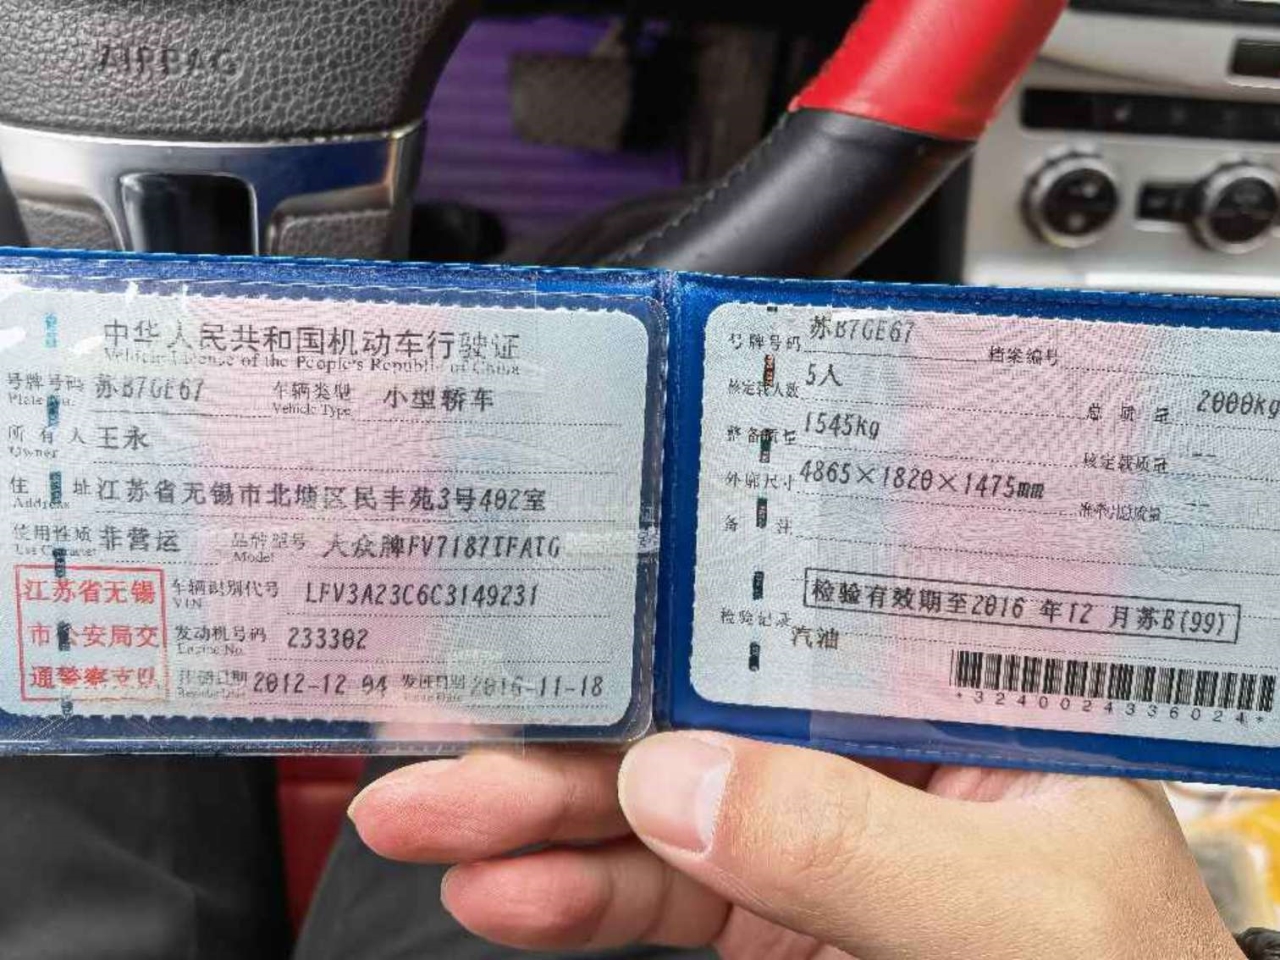 AIRBAG
中华人民共和国机动车行驶证
Vehicle License of the People's Republic of China
号牌号码 苏B7GE67 车辆类型 小型轿车
Plate No. Vehicle Type
所有人 王永
Owner
住址 江苏省无锡市北塘区民丰苑3号402室
Address
使用性质 非营运 品牌型号 大众牌FV7187TFATG
Use Character Model
江苏省无锡
市公安局交
通警察支队
车辆识别代号 LFV3A23C6C3149231
VIN
发动机号码 233302
Engine No.
注册日期 2012-12-04 发证日期 2016-11-18
号牌号码 苏B7GE67 档案编号
核定载人数 5人 总质量 2000kg
整备质量 1545kg 核定载质量 --
外廓尺寸 4865×1820×1475mm 准牵引总质量 --
备注
检验有效期至2016年12月苏B(99)
检验记录
汽油
*3240024336024*